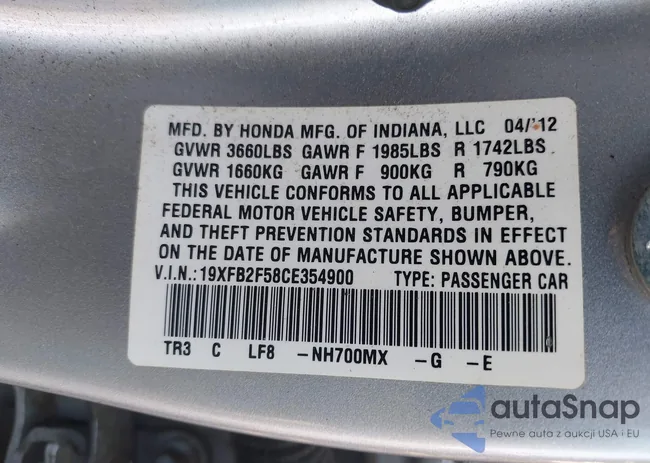 MFD. BY HONDA MFG. OF INDIANA, LLC 04/'12
GVWR 3660LBS GAWR F 1985LBS R 1742LBS
GVWR 1660KG GAWR F 900KG R 790KG
THIS VEHICLE CONFORMS TO ALL APPLICABLE
FEDERAL MOTOR VEHICLE SAFETY, BUMPER,
AND THEFT PREVENTION STANDARDS IN EFFECT
ON THE DATE OF MANUFACTURE SHOWN ABOVE.
V.I.N.:19XFB2F58CE354900 TYPE: PASSENGER CAR
TR3 C LF8 -NH700MX -G -E
autaSnap
Pewne auta z aukcji USA i EU